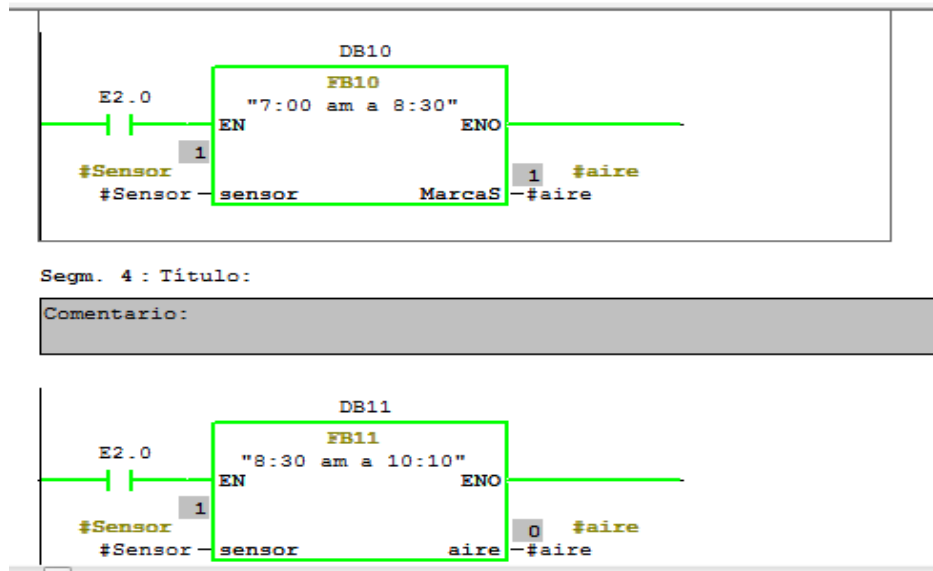 DB10
FB10
E2.0
"7:00 am a 8:30"
EN ENO
1
#Sensor 1 #aire
#Sensor sensor MarcaS #aire
Segm. 4 : Título:
Comentario:
DB11
FB11
E2.0
"8:30 am a 10:10"
EN ENO
1
#Sensor 0 #aire
#Sensor sensor aire #aire